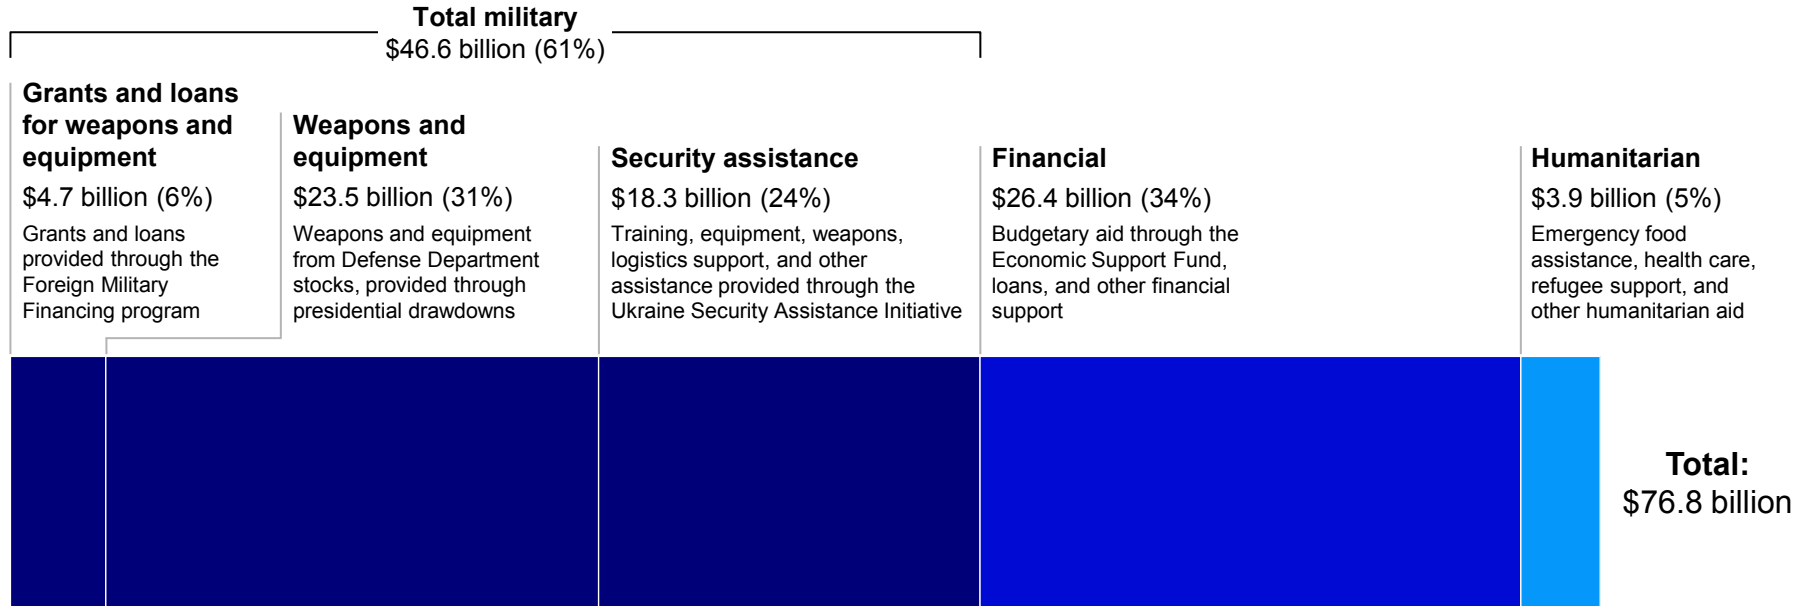 Total military
$46.6 billion (61%)
Grants and loans
for weapons and
equipment
$4.7 billion (6%)
Grants and loans
provided through the
Foreign Military
Financing program
Weapons and
equipment
$23.5 billion (31%)
Weapons and equipment
from Defense Department
stocks, provided through
presidential drawdowns
Security assistance
$18.3 billion (24%)
Training, equipment, weapons,
logistics support, and other
assistance provided through the
Ukraine Security Assistance Initiative
Financial
$26.4 billion (34%)
Budgetary aid through the
Economic Support Fund,
loans, and other financial
support
Humanitarian
$3.9 billion (5%)
Emergency food
assistance, health care,
refugee support, and
other humanitarian aid
Total:
$76.8 billion